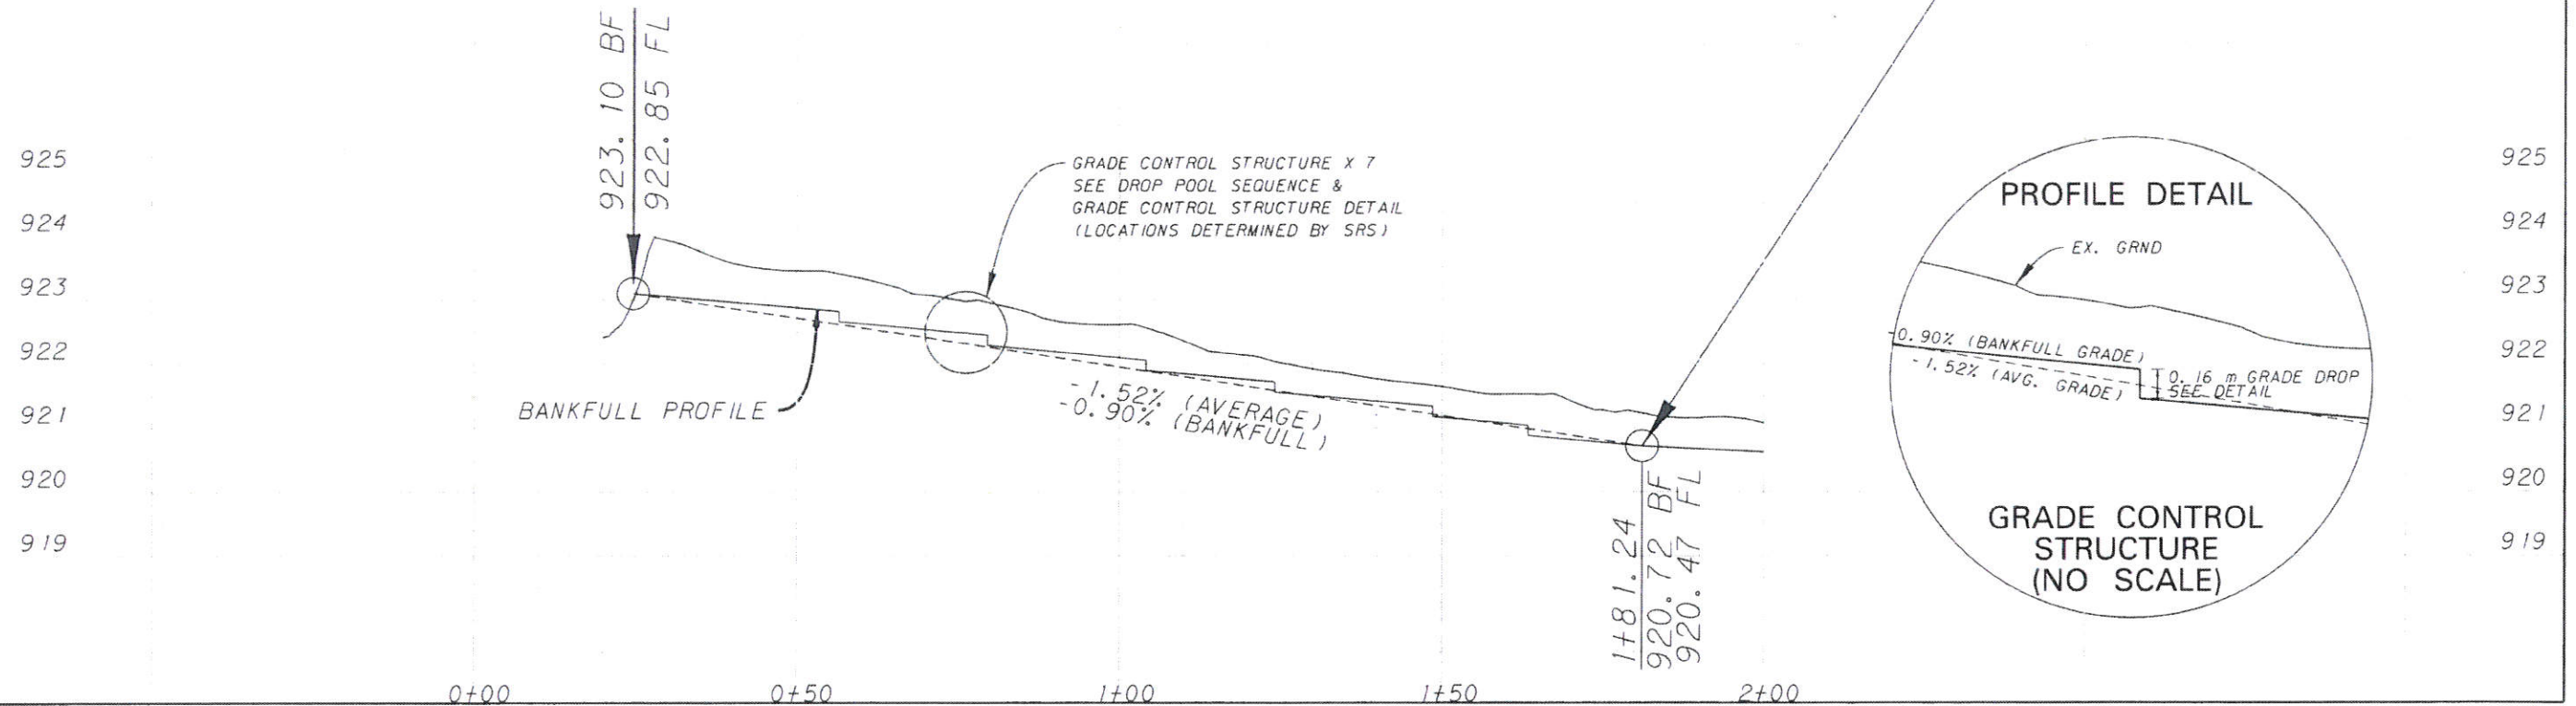 923.10 BF
922.85 FL
925
924
923
922
921
920
919
GRADE CONTROL STRUCTURE X 7
SEE DROP POOL SEQUENCE &
GRADE CONTROL STRUCTURE DETAIL
(LOCATIONS DETERMINED BY SRS)
BANKFULL PROFILE
-1.52% (AVERAGE)
-0.90% (BANKFULL)
1+81.24
920.72 BF
920.47 FL
PROFILE DETAIL
EX. GRND
-0.90% (BANKFULL GRADE)
-1.52% (AVG. GRADE)
0.16 m GRADE DROP
SEE DETAIL
GRADE CONTROL
STRUCTURE
(NO SCALE)
925
924
923
922
921
920
919
0+00
0+50
1+00
1+50
2+00